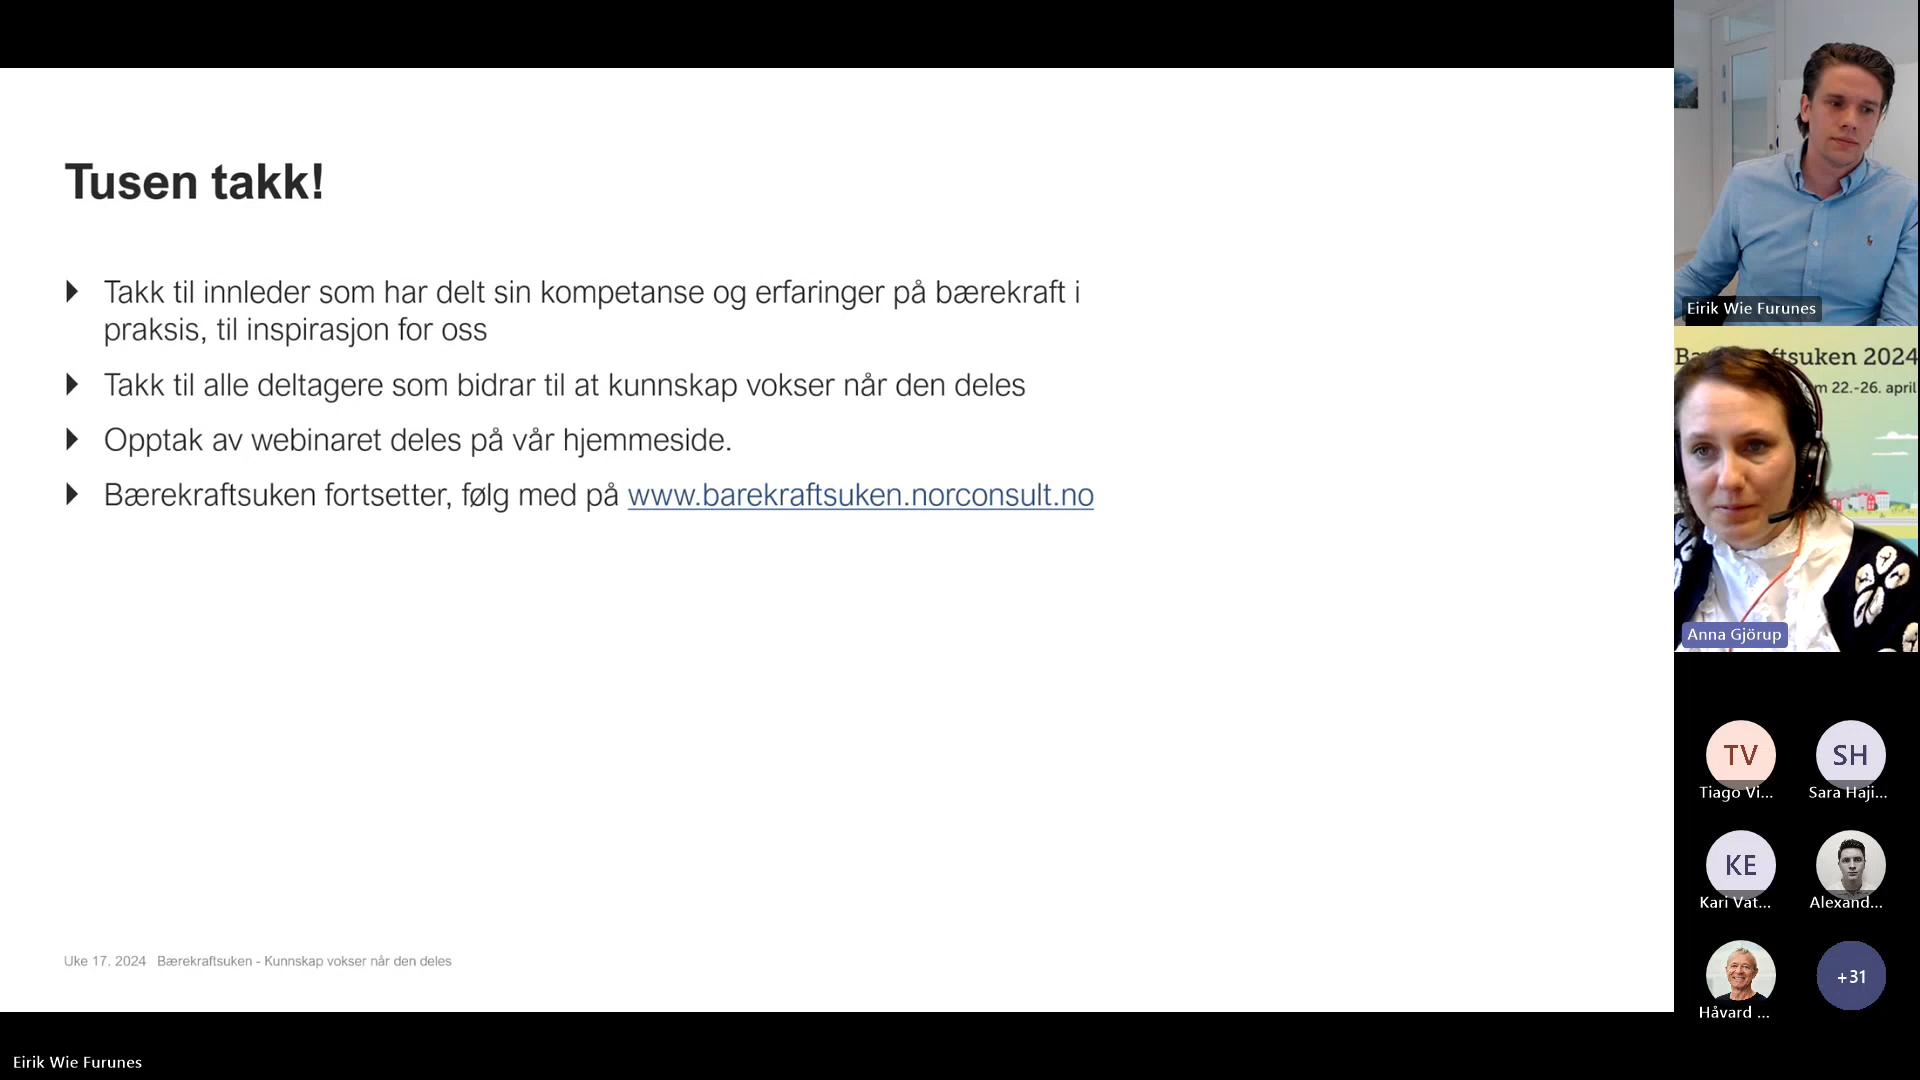 Tusen takk!
Takk til innleder som har delt sin kompetanse og erfaringer på bærekraft i
praksis, til inspirasjon for oss
Takk til alle deltagere som bidrar til at kunnskap vokser når den deles
Opptak av webinaret deles på vår hjemmeside.
Bærekraftsuken fortsetter, følg med på www.barekraftsuken.norconsult.no
Uke 17. 2024 Bærekraftsuken - Kunnskap vokser når den deles
Eirik Wie Furunes
Eirik Wie Furunes
ftsuken 2024
22.-26. april
Anna Gjörup
TV
Tiago Vi...
SH
Sara Haji...
KE
Kari Vat...
Alexand...
Håvard ...
+31